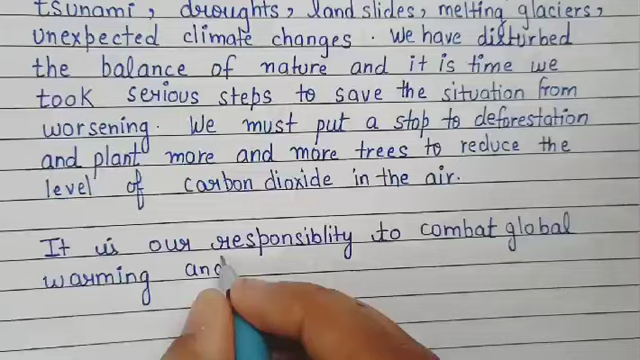 tsunami, droughts, land slides, melting glaciers,
unexpected climate changes. We have disturbed
the balance of nature and it is time we
took serious steps to save the situation from
worsening. We must put a stop to deforestation
and plant more and more trees to reduce the
level of carbon dioxide in the air.
It is our responsiblity to combat global
warming and